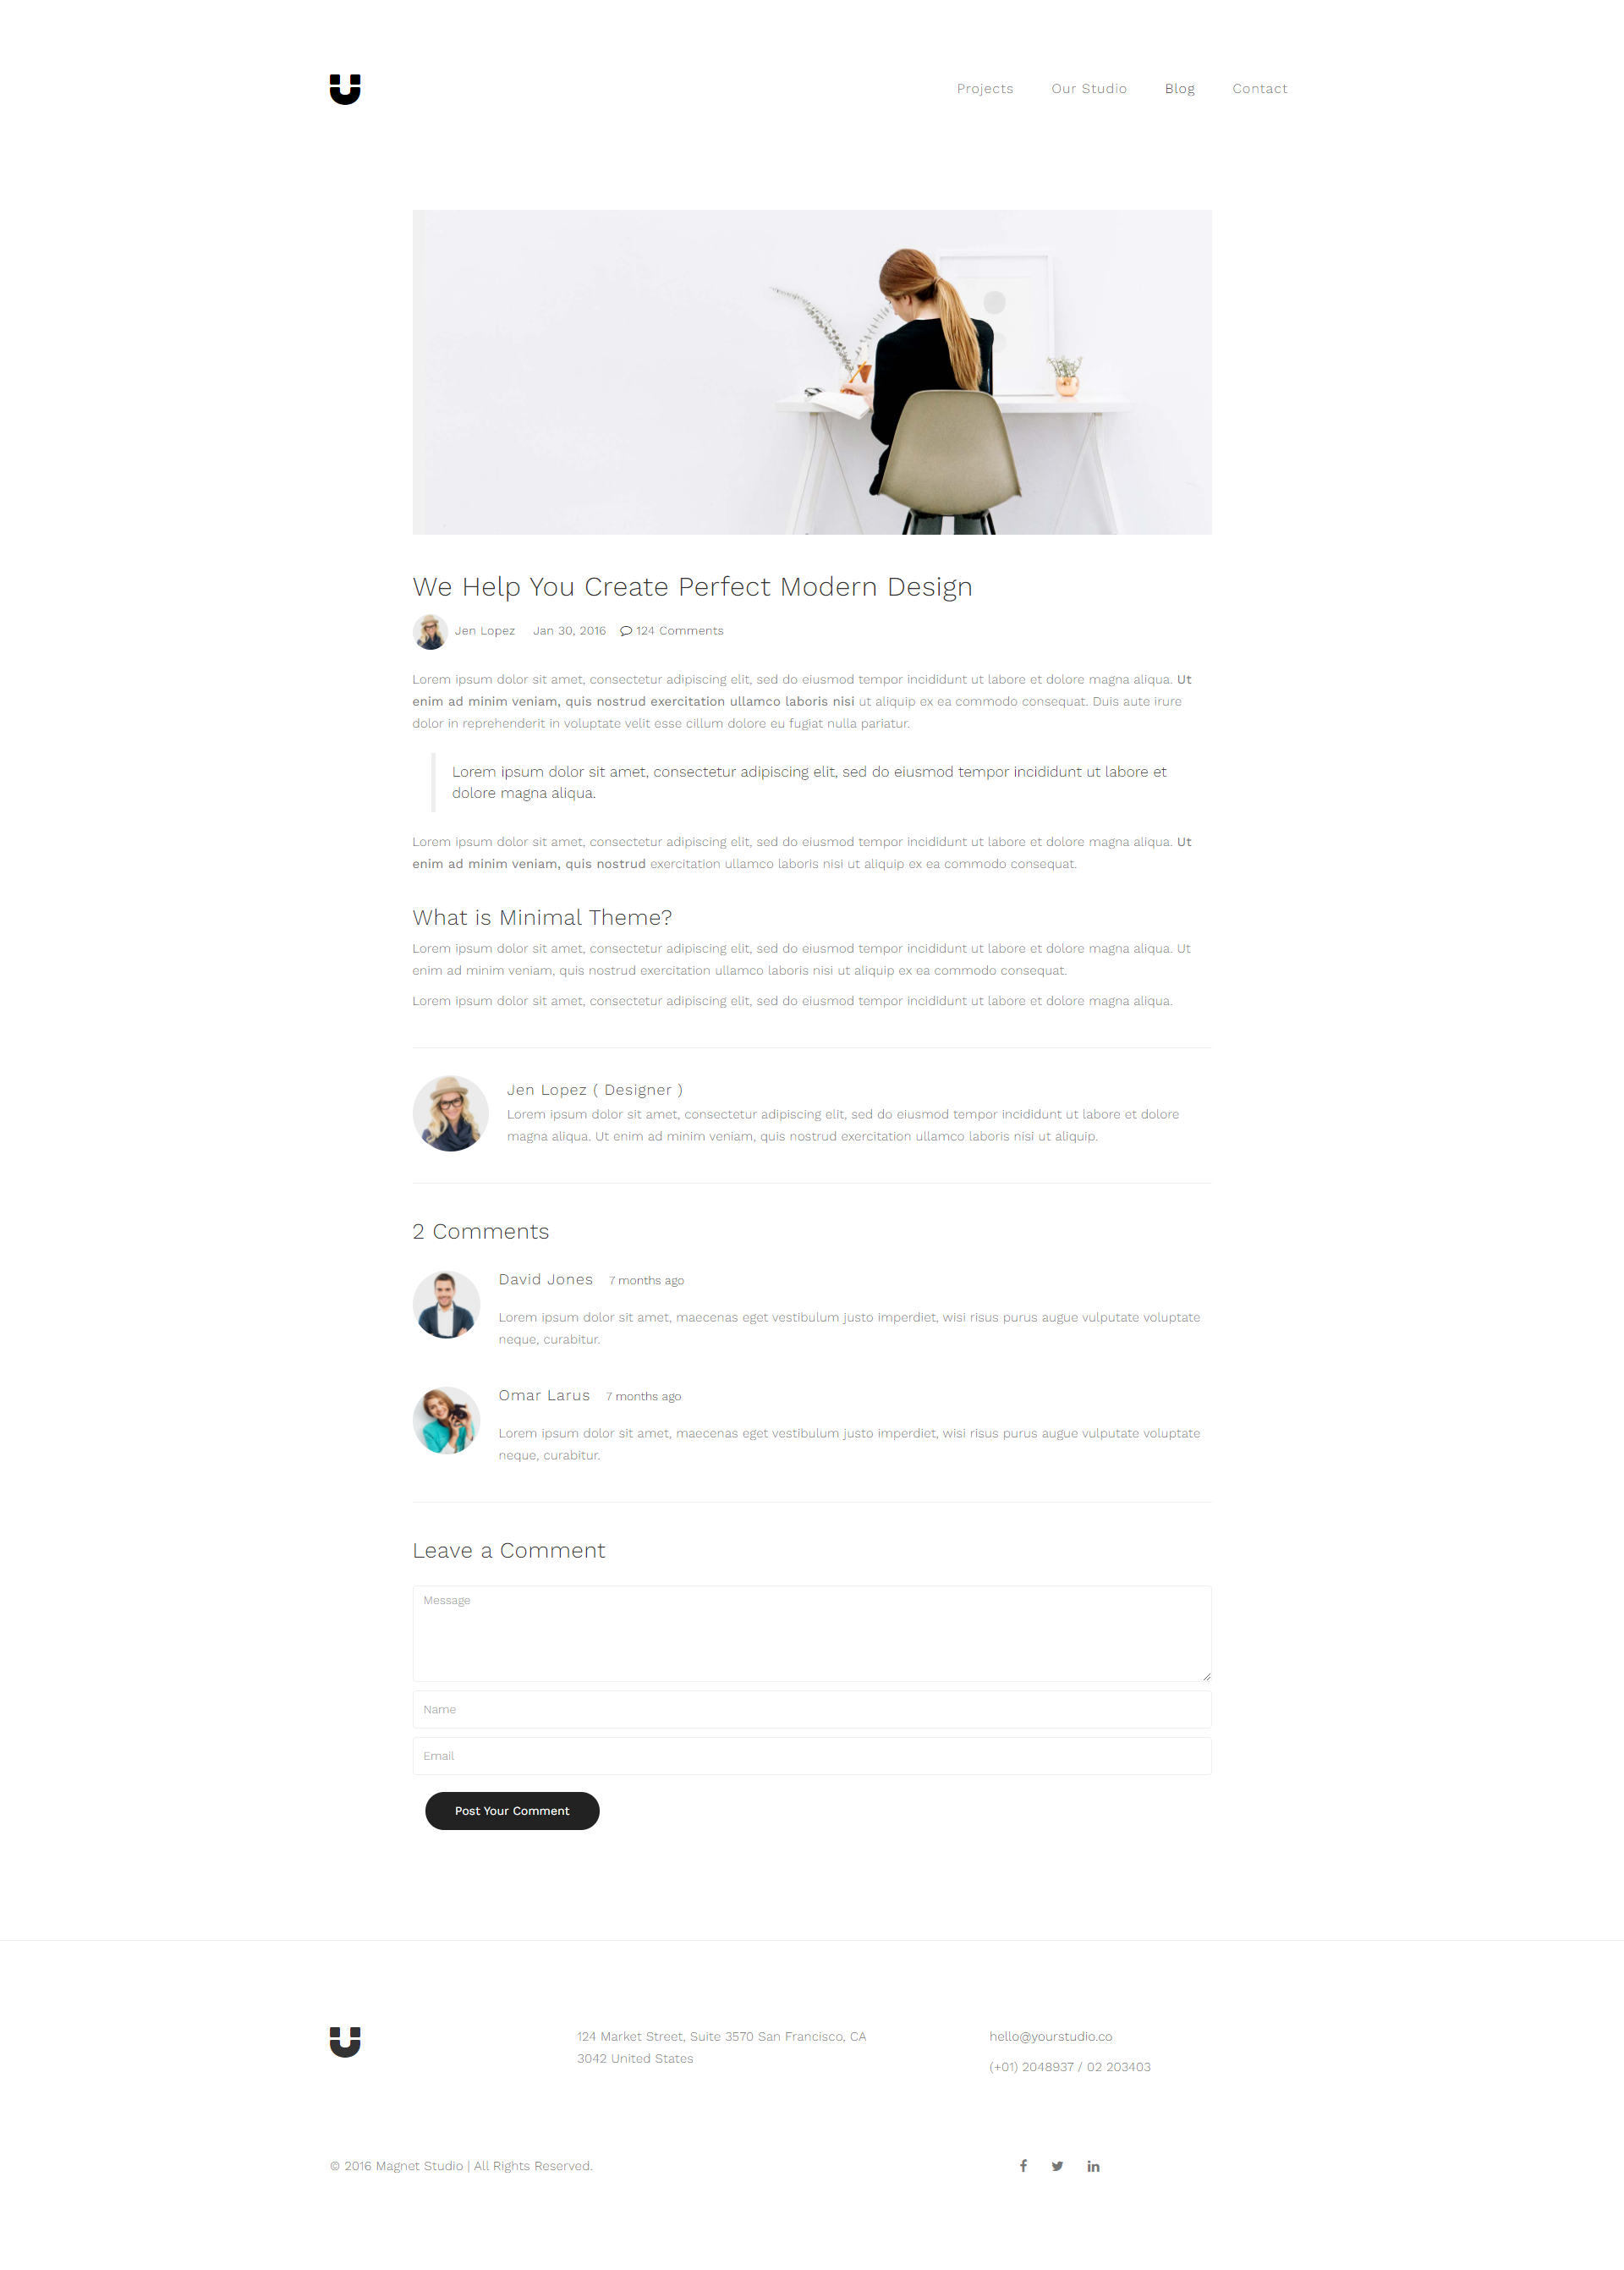 Projects Our Studio Blog Contact
We Help You Create Perfect Modern Design
Jen Lopez Jan 30, 2016 124 Comments
Lorem ipsum dolor sit amet, consectetur adipiscing elit, sed do eiusmod tempor incididunt ut labore et dolore magna aliqua. Ut
enim ad minim veniam, quis nostrud exercitation ullamco laboris nisi ut aliquip ex ea commodo consequat. Duis aute irure
dolor in reprehenderit in voluptate velit esse cillum dolore eu fugiat nulla pariatur.
Lorem ipsum dolor sit amet, consectetur adipiscing elit, sed do eiusmod tempor incididunt ut labore et
dolore magna aliqua.
Lorem ipsum dolor sit amet, consectetur adipiscing elit, sed do eiusmod tempor incididunt ut labore et dolore magna aliqua. Ut
enim ad minim veniam, quis nostrud exercitation ullamco laboris nisi ut aliquip ex ea commodo consequat.
What is Minimal Theme?
Lorem ipsum dolor sit amet, consectetur adipiscing elit, sed do eiusmod tempor incididunt ut labore et dolore magna aliqua. Ut
enim ad minim veniam, quis nostrud exercitation ullamco laboris nisi ut aliquip ex ea commodo consequat.
Lorem ipsum dolor sit amet, consectetur adipiscing elit, sed do eiusmod tempor incididunt ut labore et dolore magna aliqua.
Jen Lopez ( Designer )
Lorem ipsum dolor sit amet, consectetur adipiscing elit, sed do eiusmod tempor incididunt ut labore et dolore
magna aliqua. Ut enim ad minim veniam, quis nostrud exercitation ullamco laboris nisi ut aliquip.
2 Comments
David Jones 7 months ago
Lorem ipsum dolor sit amet, maecenas eget vestibulum justo imperdiet, wisi risus purus augue vulputate voluptate
neque, curabitur.
Omar Larus 7 months ago
Lorem ipsum dolor sit amet, maecenas eget vestibulum justo imperdiet, wisi risus purus augue vulputate voluptate
neque, curabitur.
Leave a Comment
Message
Name
Email
Post Your Comment
124 Market Street, Suite 3570 San Francisco, CA
3042 United States
hello@yourstudio.co
(+01) 2048937 / 02 203403
© 2016 Magnet Studio | All Rights Reserved.